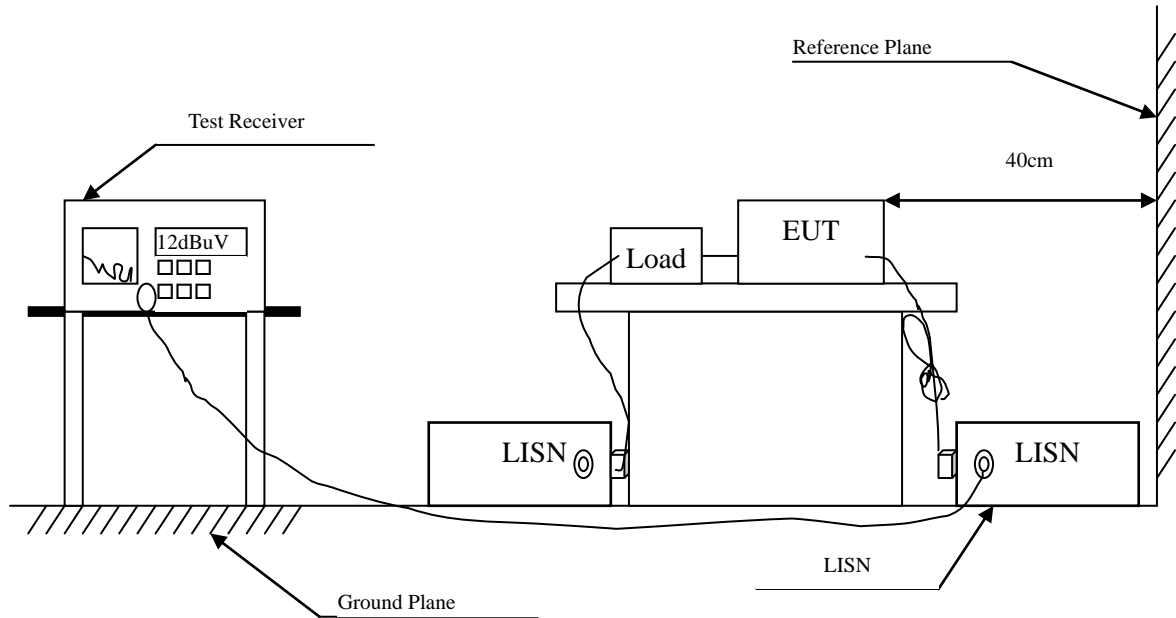 Reference Plane
Test Receiver
40cm
12dBuV
EUT
Load
LISN
LISN
LISN
Ground Plane